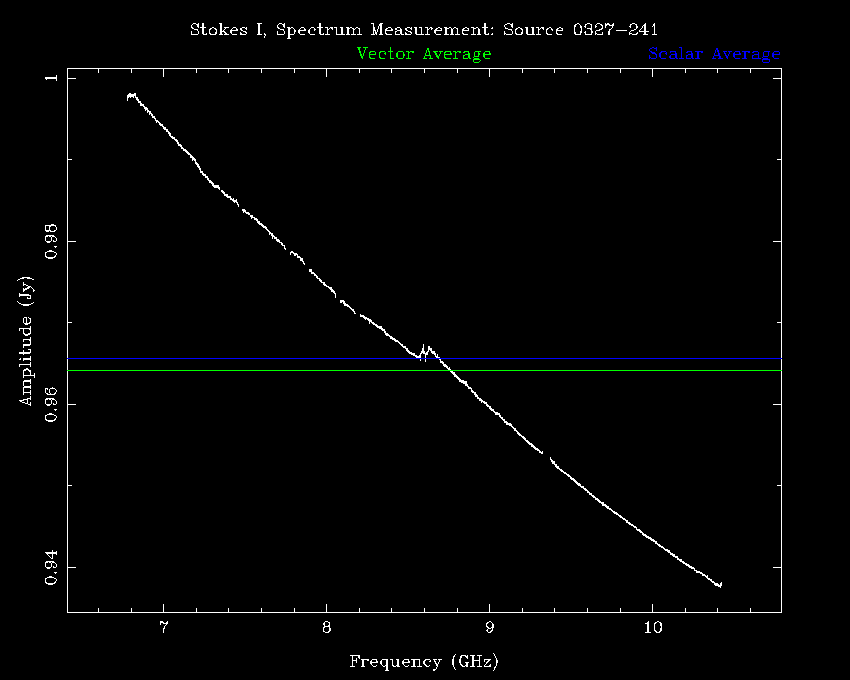 Stokes I, Spectrum Measurement: Source 0327-241
Vector Average
Scalar Average
1
0.98
0.96
0.94
Amplitude (Jy)
7
8
9
10
Frequency (GHz)